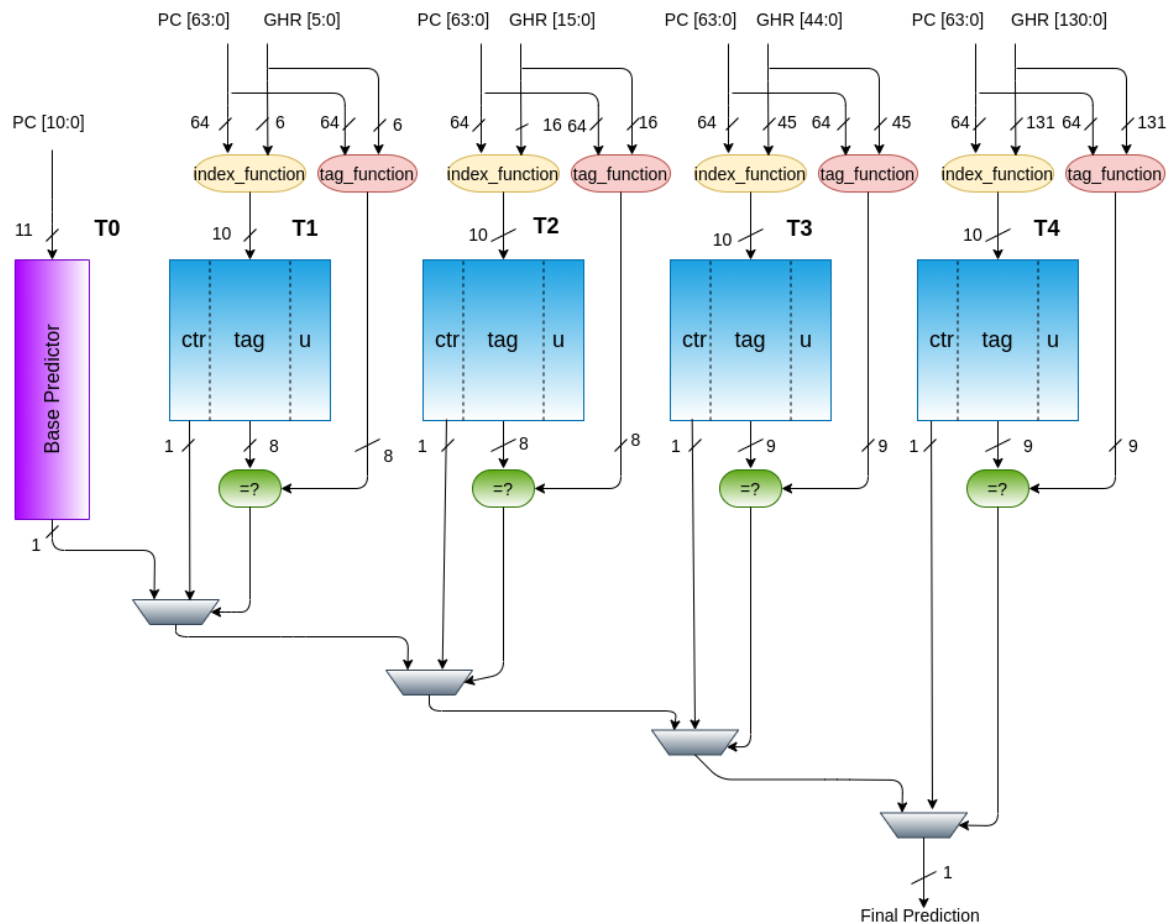 PC [63:0] GHR [5:0] PC [63:0] GHR [15:0] PC [63:0] GHR [44:0] PC [63:0] GHR [130:0]
PC [10:0] 64 6 64 6 64 16 64 16 64 45 64 45 64 131 64 131
index_function tag_function index_function tag_function index_function tag_function index_function tag_function
11 T0 10 T1 10 T2 10 T3 10 T4
Base Predictor
ctr tag u ctr tag u ctr tag u ctr tag u
1 8 8 1 8 8 1 9 9 1 9 9
=? =? =? =?
1
1
Final Prediction